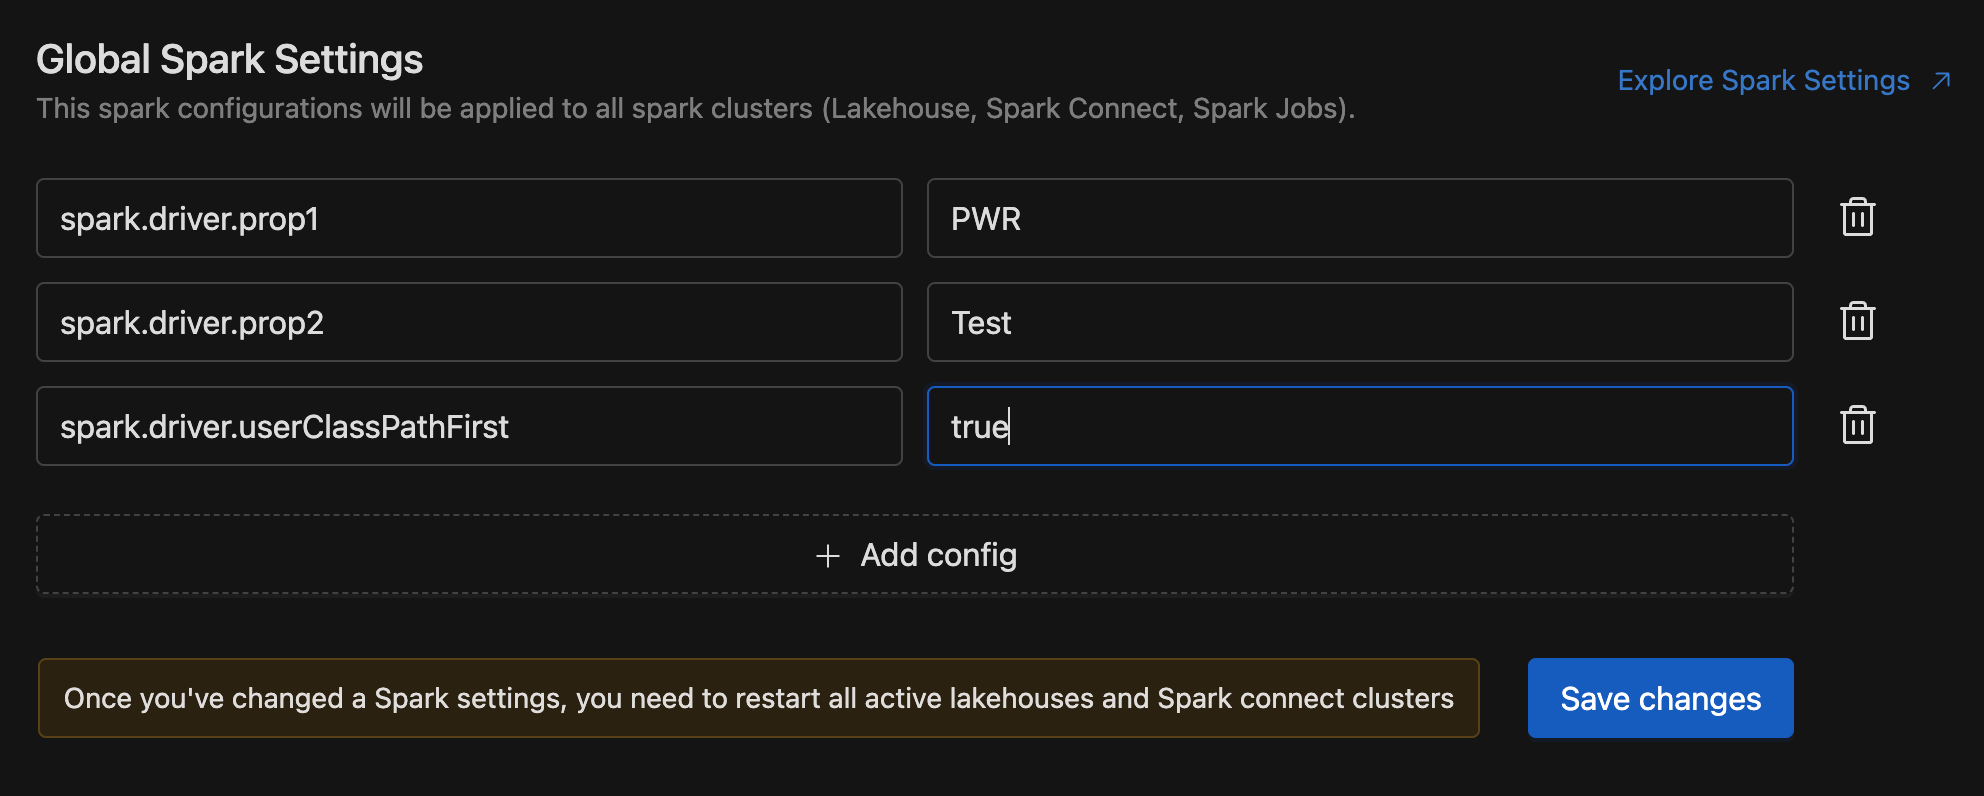 Global Spark Settings
Explore Spark Settings
This spark configurations will be applied to all spark clusters (Lakehouse, Spark Connect, Spark Jobs).
spark.driver.prop1
PWR
spark.driver.prop2
Test
spark.driver.userClassPathFirst
true
Add config
Once you've changed a Spark settings, you need to restart all active lakehouses and Spark connect clusters
Save changes